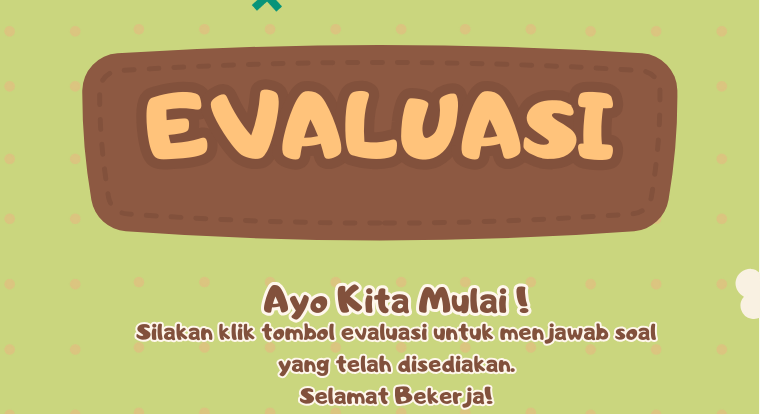 EVALUASI
Ayo Kita Mulai !
Silakan klik tombol evaluasi untuk menjawab soal
yang telah disediakan.
Selamat Bekerja!